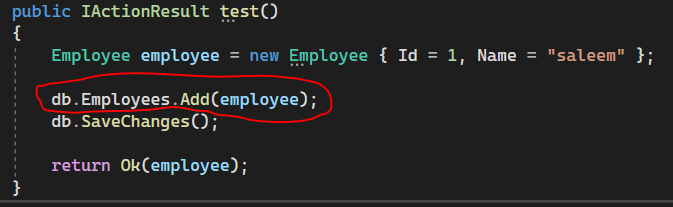 public IActionResult test()
{
Employee employee = new Employee { Id = 1, Name = "saleem" };
db.Employees.Add(employee);
db.SaveChanges();
return Ok(employee);
}